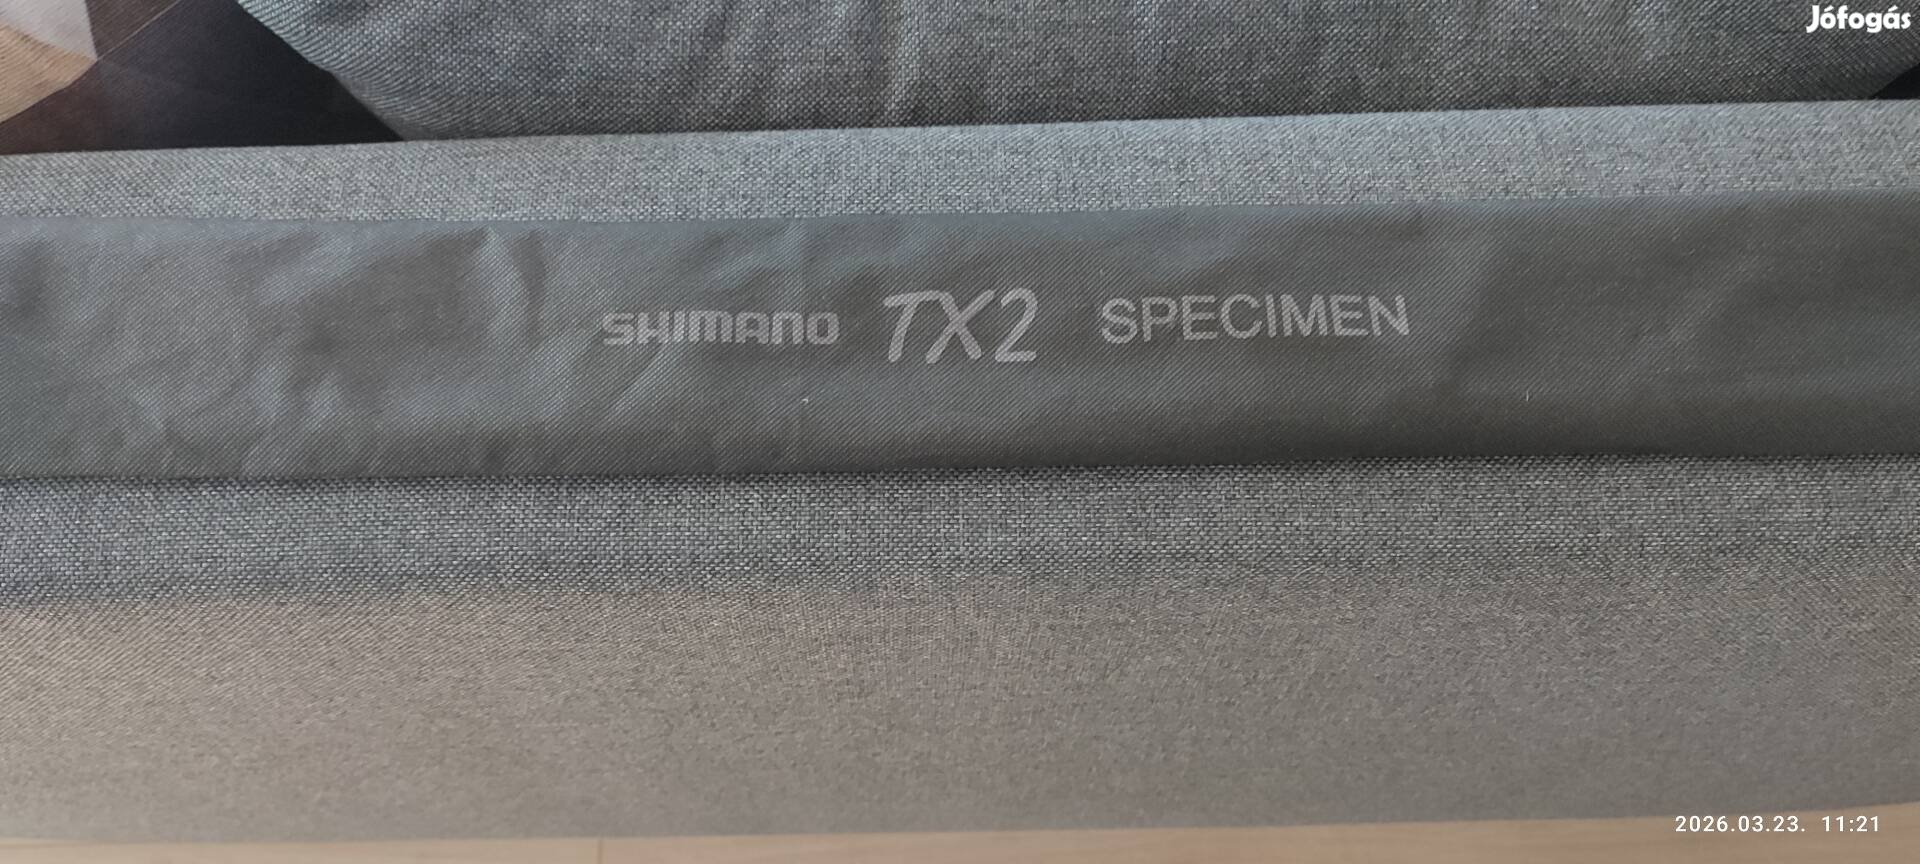 Jófogás
SHIMANO TX2 SPECIMEN
2026.03.23. 11:21